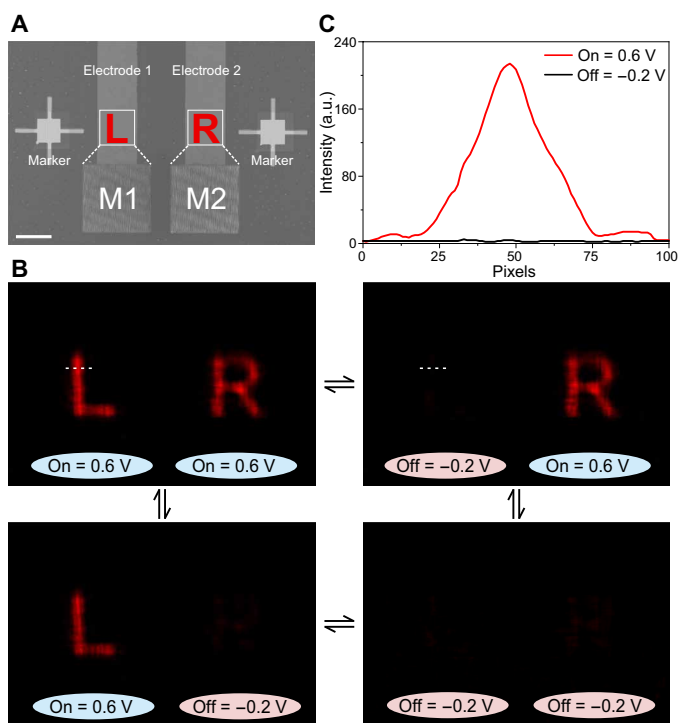 A
Electrode 1 Electrode 2
L R
Marker Marker
M1 M2
C
Intensity (a.u.)
240
160
80
0
On = 0.6 V
Off = −0.2 V
0 25 50 75 100
Pixels
B
L R
On = 0.6 V On = 0.6 V
R
Off = −0.2 V On = 0.6 V
L
On = 0.6 V Off = −0.2 V
L R
Off = −0.2 V Off = −0.2 V